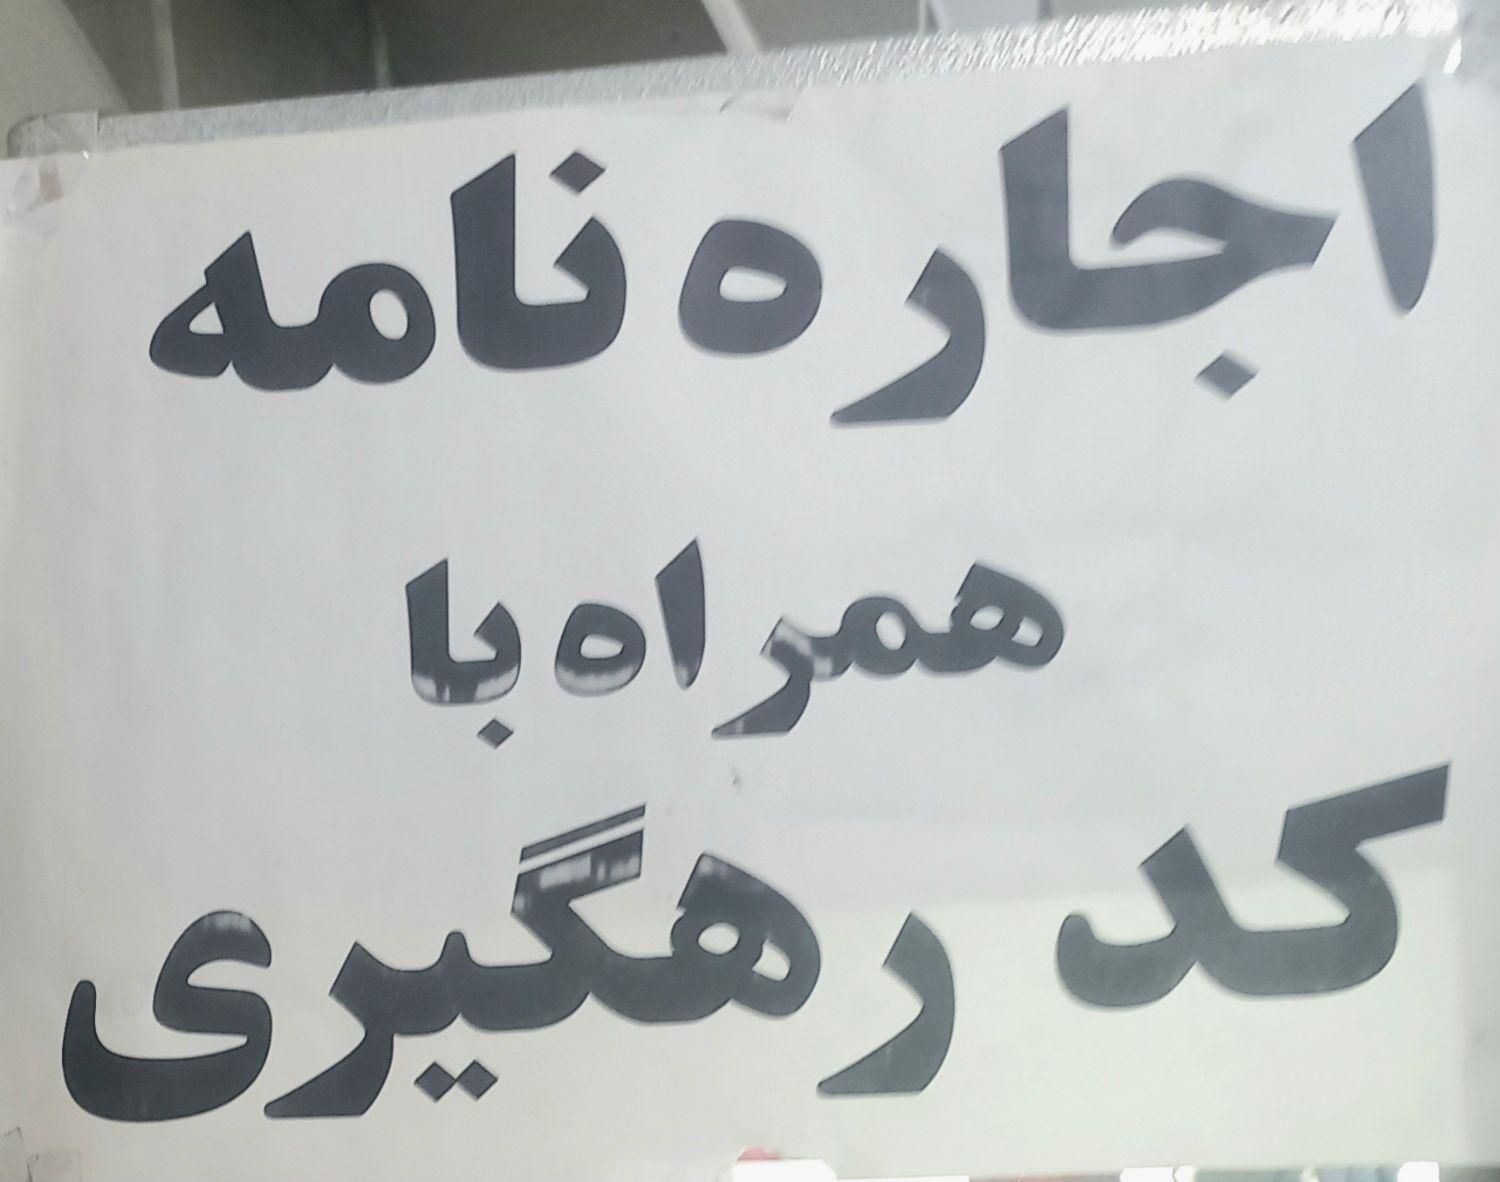 اجاره نامه
همراه با
کد رهگیری